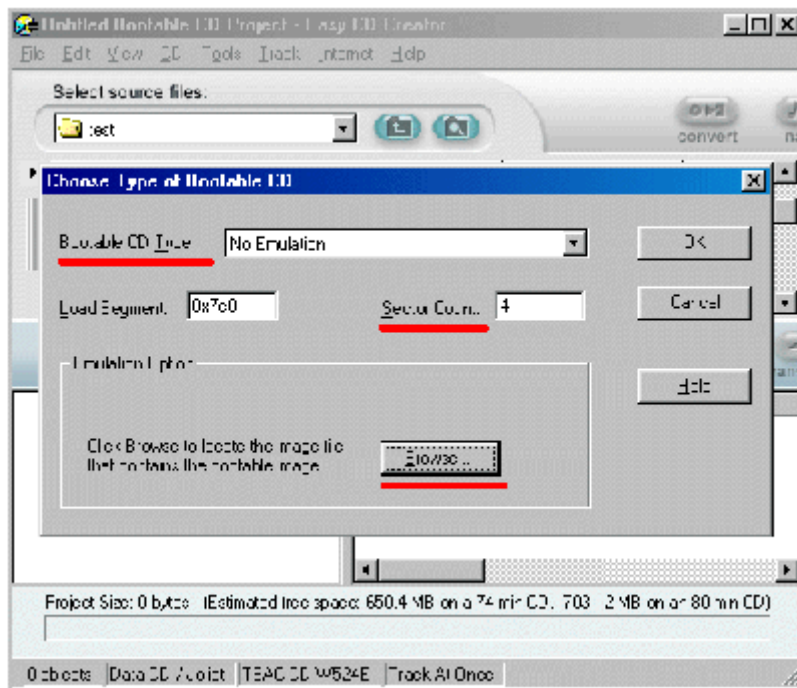 Untitled Bootable CD Project - Easy CD Creator
File Edit View CD Tools Track Internet Help
Select source files:
test
convert
Choose Type of Bootable CD
Bootable CD Type
No Emulation
OK
Load Segment:
0x7c0
Sector Count:
4
Cancel
Emulation Option
Help
Click Browse to locate the image file
that contains the bootable image
Browse...
Project Size: 0 bytes (Estimated free space: 650.4 MB on a 74 min CD, 703.2 MB on an 80 min CD)
0 objects Data CD TEAC CD-W524E Track At Once